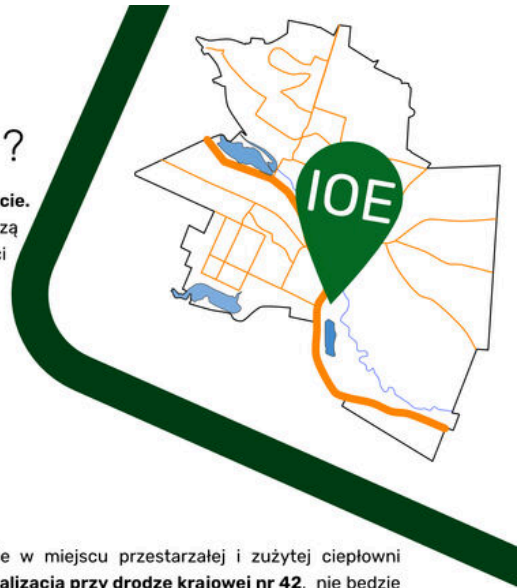 ?
IOE
cie.
zą
i
e w miejscu przestarzałej i zużytej ciepłowni
alizacja przy drodze krajowej nr 42, nie będzie